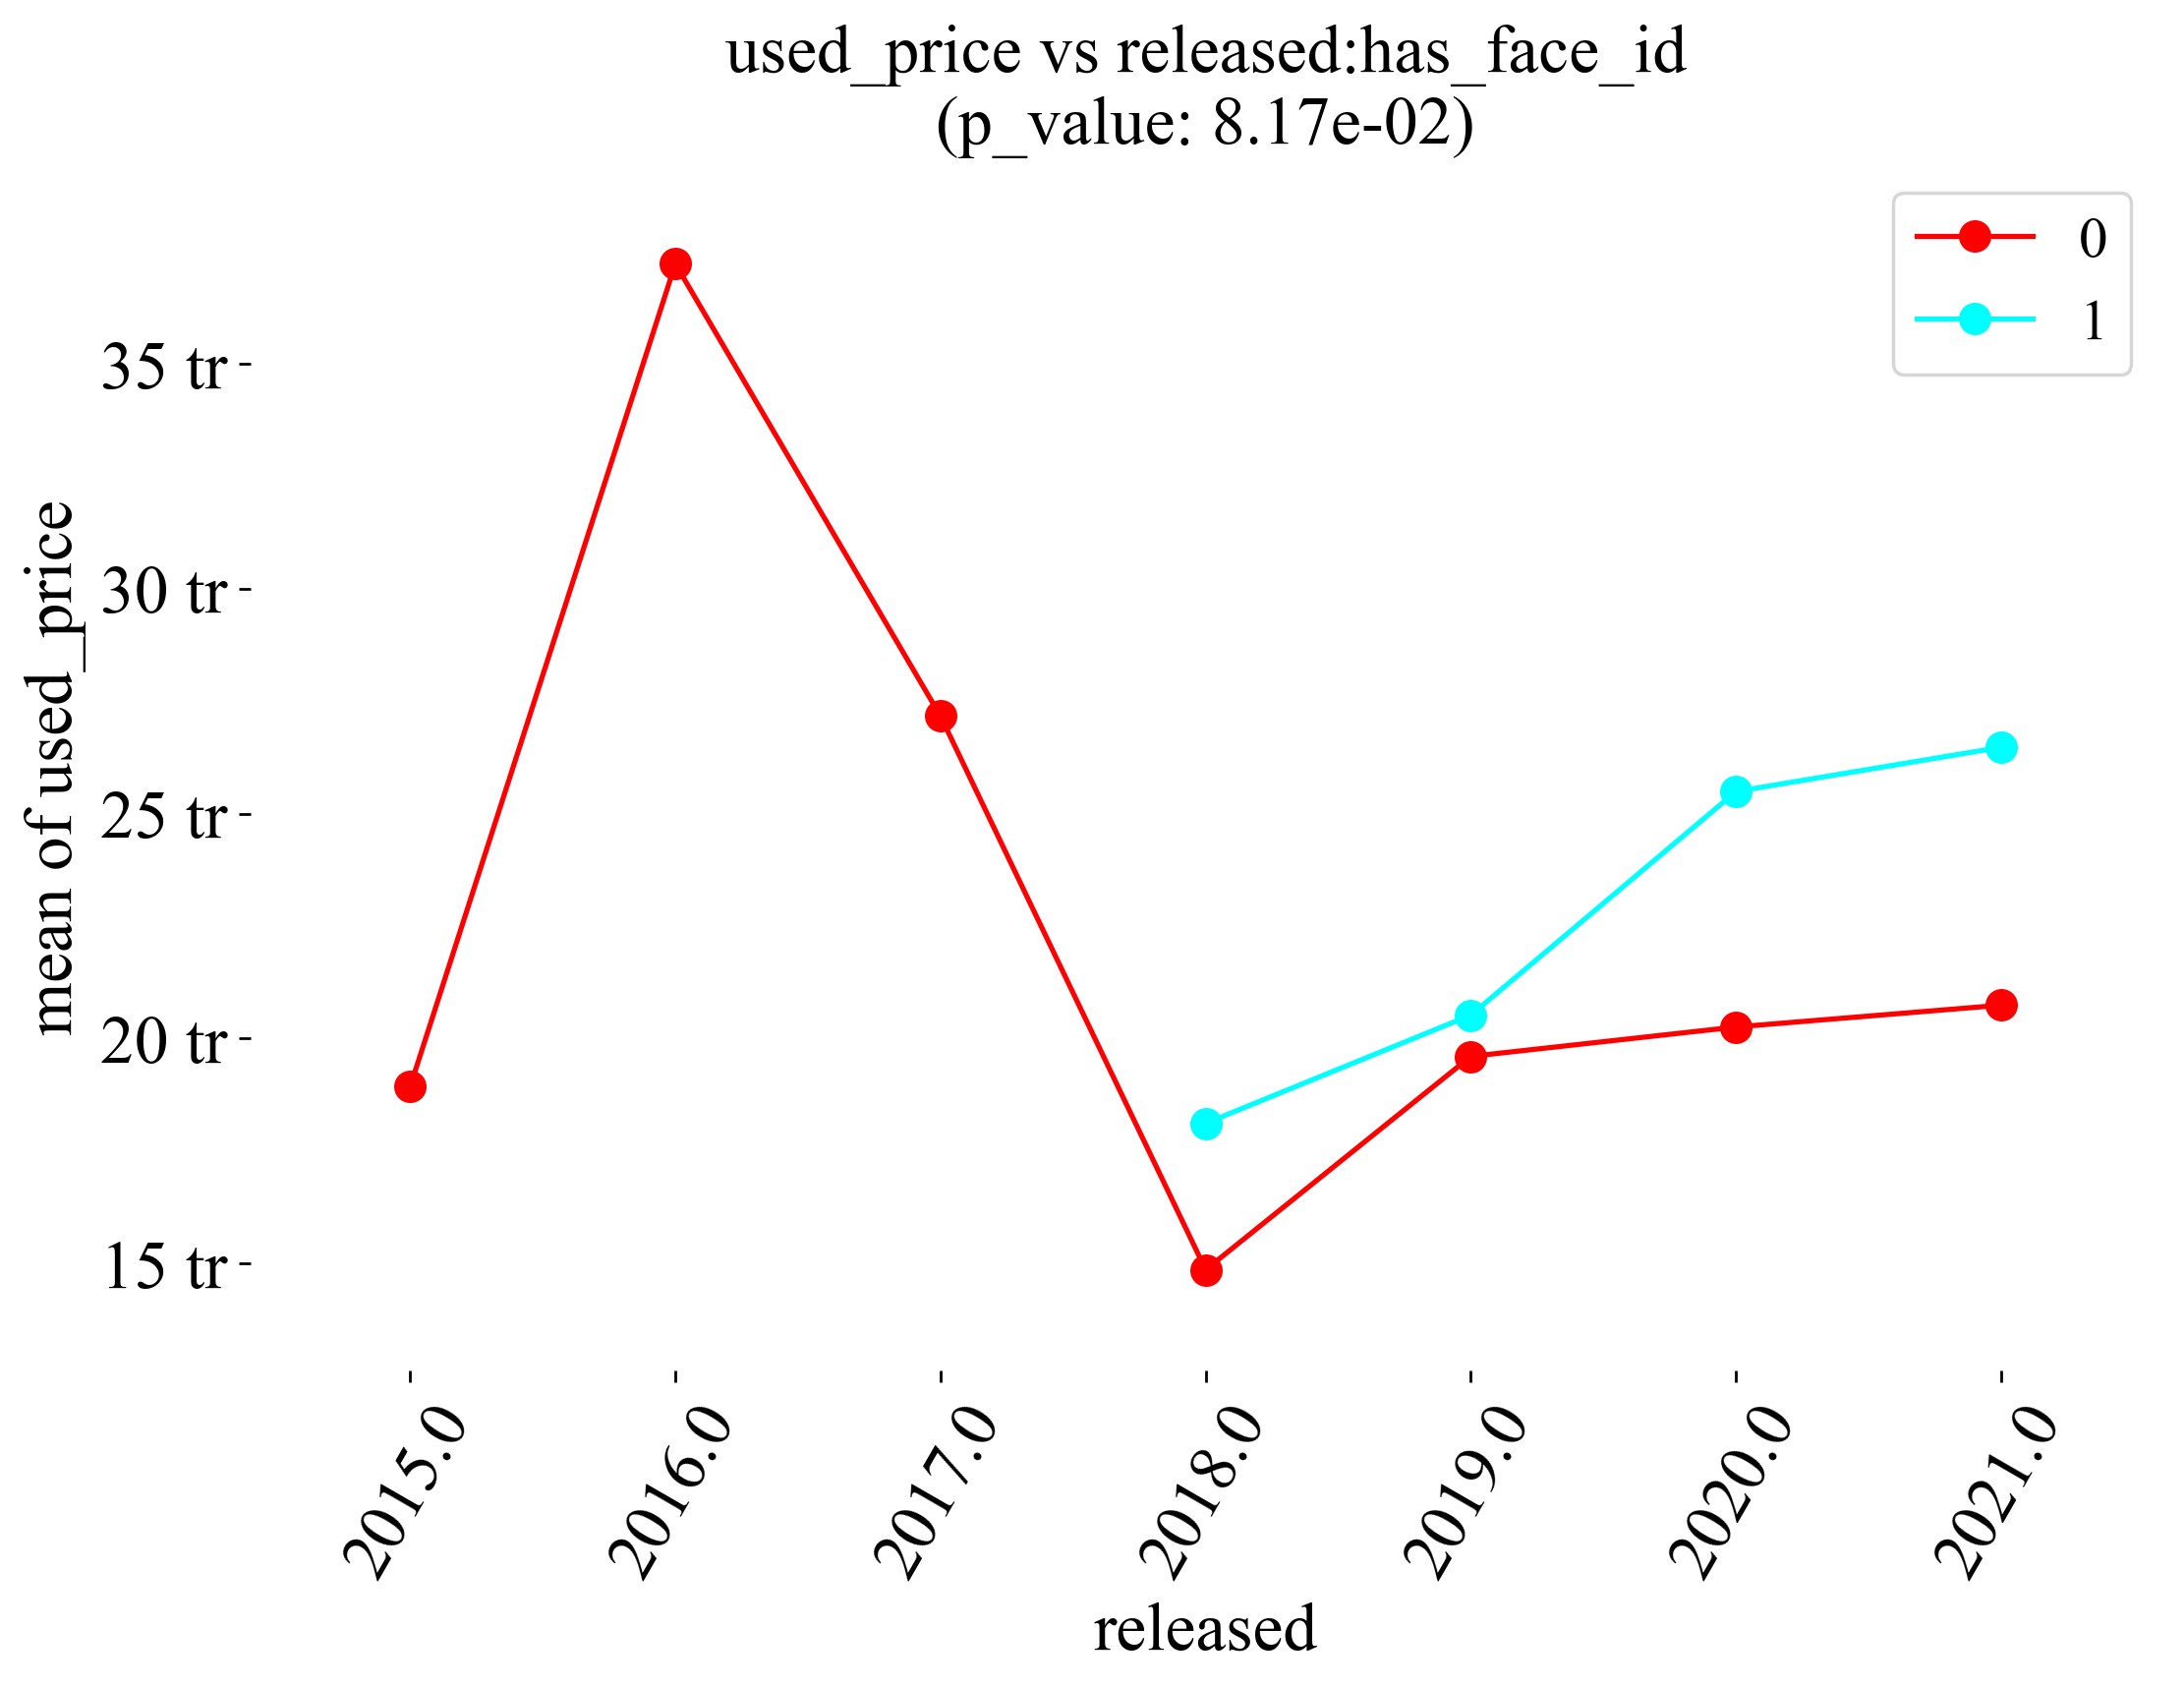 used_price vs released:has_face_id
(p_value: 8.17e-02)
0
1
mean of used_price
35 tr
30 tr
25 tr
20 tr
15 tr
2015.0
2016.0
2017.0
2018.0
2019.0
2020.0
2021.0
released